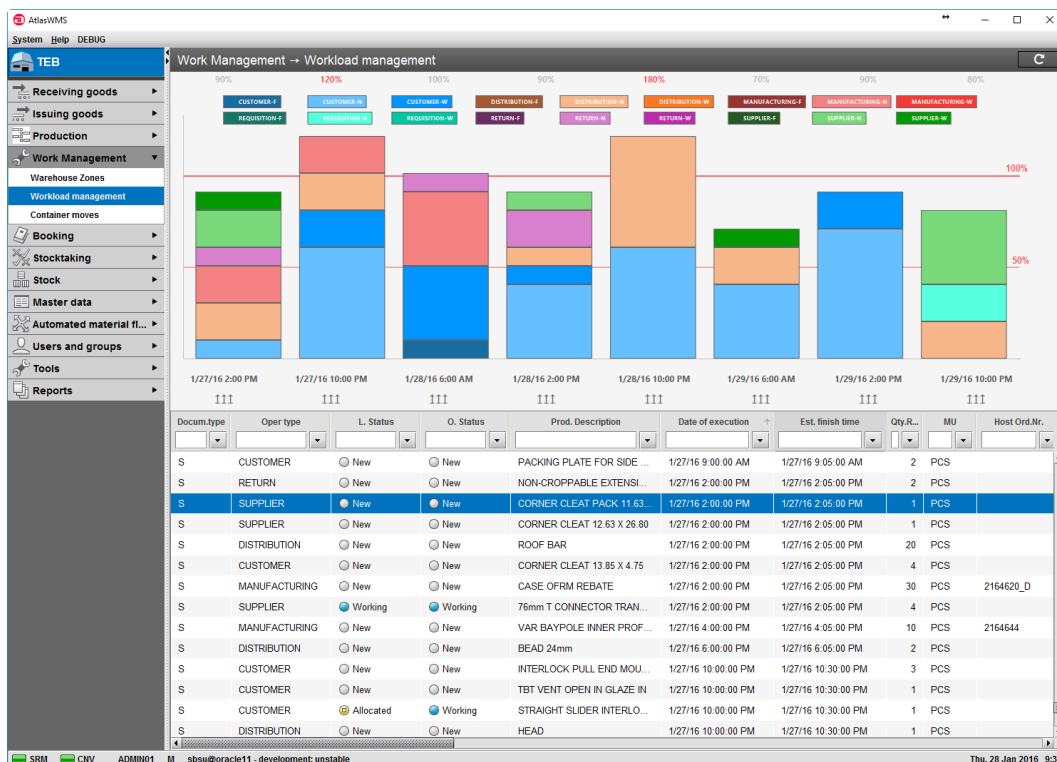 AtlasWMS
System Help DEBUG
TEB
Work Management → Workload management
Receiving goods
Issuing goods
Production
Work Management
Warehouse Zones
Workload management
Container moves
Booking
Stocktaking
Stock
Master data
Automated material fl...
Users and groups
Tools
Reports
90% 120% 100% 90% 180% 70% 90% 80%
CUSTOMER-F CUSTOMER-N CUSTOMER-W DISTRIBUTION-F DISTRIBUTION-N DISTRIBUTION-W MANUFACTURING-F MANUFACTURING-N MANUFACTURING-W
REQUISITION-F REQUISITION-N REQUISITION-W RETURN-F RETURN-N RETURN-W SUPPLIER-F SUPPLIER-N SUPPLIER-W
100%
50%
1/27/16 2:00 PM 1/27/16 10:00 PM 1/28/16 6:00 AM 1/28/16 2:00 PM 1/28/16 10:00 PM 1/29/16 6:00 AM 1/29/16 2:00 PM 1/29/16 10:00 PM
Docum.type Oper type L. Status O. Status Prod. Description Date of execution Est. finish time Qty.R... MU Host Ord.Nr.
S CUSTOMER New New PACKING PLATE FOR SIDE ... 1/27/16 9:00:00 AM 1/27/16 9:05:00 AM 2 PCS
S RETURN New New NON-CROPPABLE EXTENSI... 1/27/16 2:00:00 PM 1/27/16 2:05:00 PM 2 PCS
S SUPPLIER New New CORNER CLEAT PACK 11.63... 1/27/16 2:00:00 PM 1/27/16 2:05:00 PM 1 PCS
S SUPPLIER New New CORNER CLEAT 12.63 X 26.80 1/27/16 2:00:00 PM 1/27/16 2:05:00 PM 1 PCS
S DISTRIBUTION New New ROOF BAR 1/27/16 2:00:00 PM 1/27/16 2:05:00 PM 20 PCS
S CUSTOMER New New CORNER CLEAT 13.85 X 4.75 1/27/16 2:00:00 PM 1/27/16 2:05:00 PM 4 PCS
S MANUFACTURING New New CASE OFRM REBATE 1/27/16 2:00:00 PM 1/27/16 2:05:00 PM 30 PCS 2164620_D
S SUPPLIER Working Working 76mm T CONNECTOR TRAN... 1/27/16 2:00:00 PM 1/27/16 2:05:00 PM 4 PCS
S MANUFACTURING New New VAR BAYPOLE INNER PROF... 1/27/16 4:00:00 PM 1/27/16 4:05:00 PM 10 PCS 2164644
S DISTRIBUTION New New BEAD 24mm 1/27/16 6:00:00 PM 1/27/16 6:05:00 PM 2 PCS
S CUSTOMER New New INTERLOCK PULL END MOU... 1/27/16 10:00:00 PM 1/27/16 10:30:00 PM 3 PCS
S CUSTOMER New New TBT VENT OPEN IN GLAZE IN 1/27/16 10:00:00 PM 1/27/16 10:30:00 PM 1 PCS
S CUSTOMER Allocated Working STRAIGHT SLIDER INTERLO... 1/27/16 10:00:00 PM 1/27/16 10:30:00 PM 1 PCS
S DISTRIBUTION New New HEAD 1/27/16 10:00:00 PM 1/27/16 10:30:00 PM 1 PCS
SRM CNV ADMIN01 M sbsu@oracle11 - development: unstable Thu, 28 Jan 2016 9:3